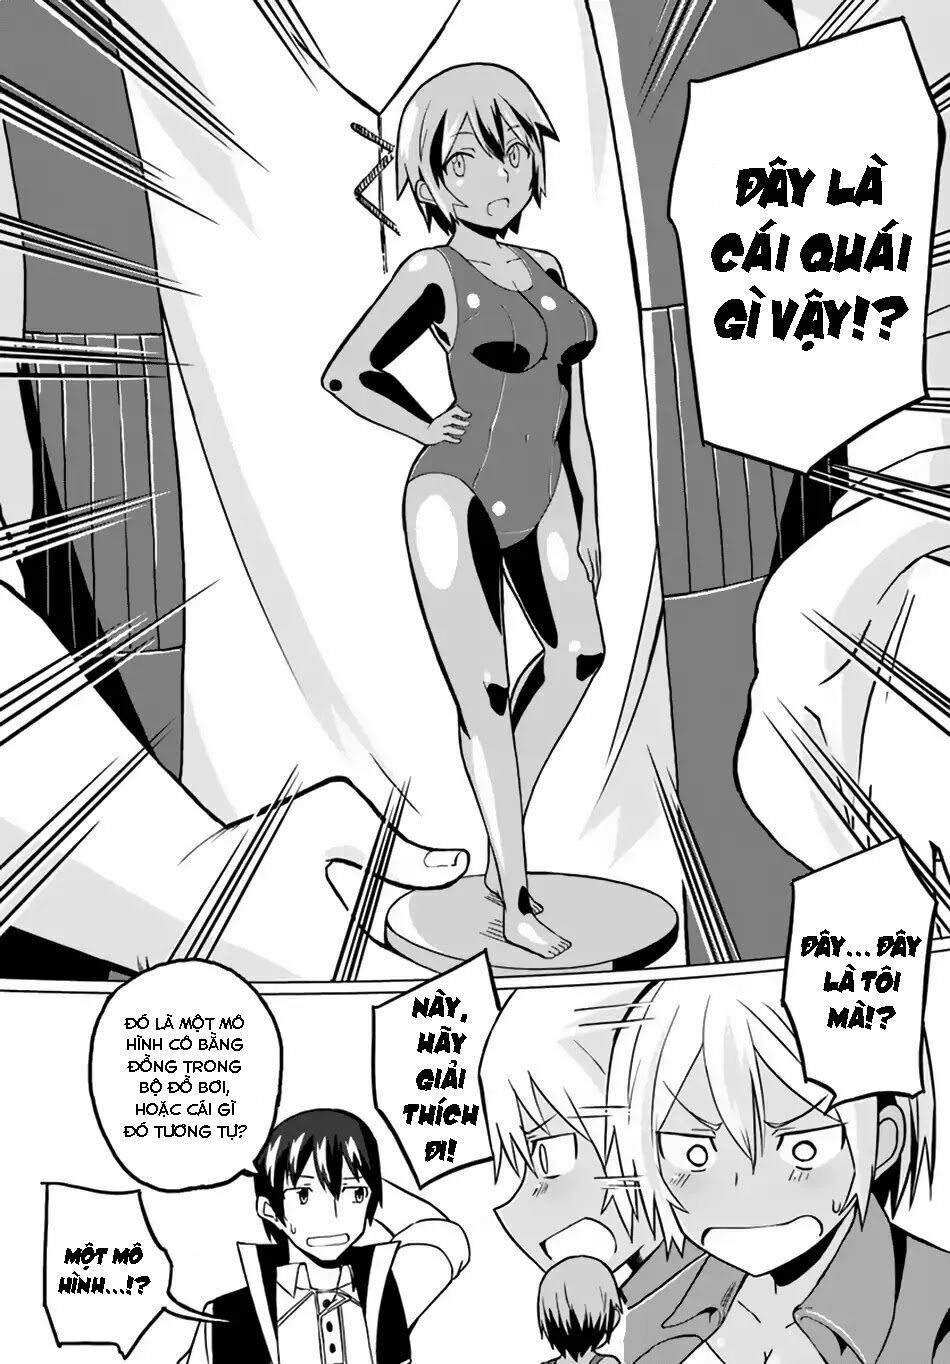 ĐÂY LÀ
CÁI QUÁI
GÌ VẬY!?
ĐÂY... ĐÂY
LÀ TÔI
MÀ!?
NÀY,
HÃY
GIẢI
THÍCH
ĐI!
ĐÓ LÀ MỘT MÔ
HÌNH CÔ BẰNG
ĐỒNG TRONG
BỘ ĐỒ BƠI,
HOẶC CÁI GÌ
ĐÓ TƯƠNG TỰ?
MỘT MÔ
HÌNH...!?